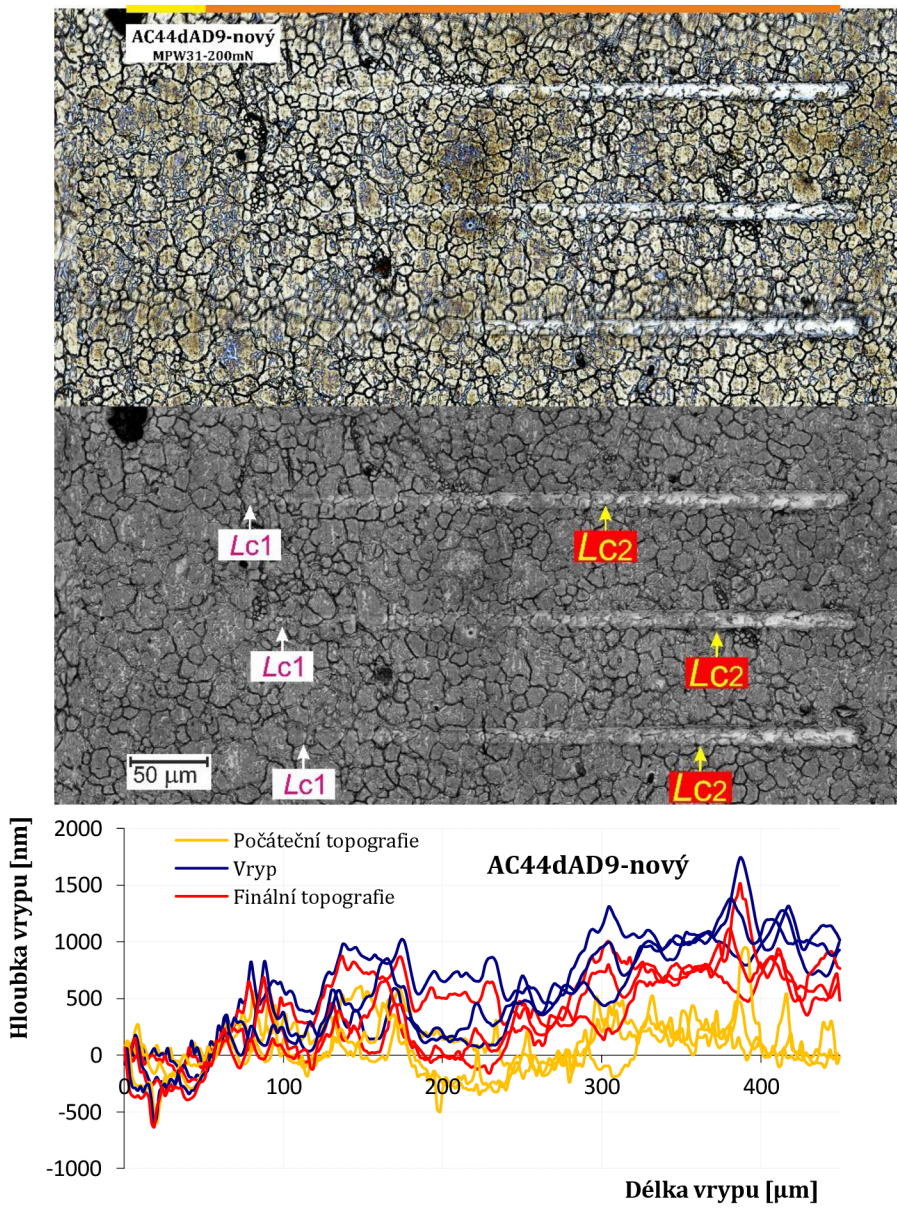 AC44dAD9-nový
MPW31-200mN
Lc1
Lc2
Lc1
Lc2
Lc1
Lc2
50 µm
Hloubka vrypu [nm]
2000
1500
1000
500
0
-500
-1000
Počáteční topografie
Vryp
Finální topografie
AC44dAD9-nový
0
100
200
300
400
Délka vrypu [µm]